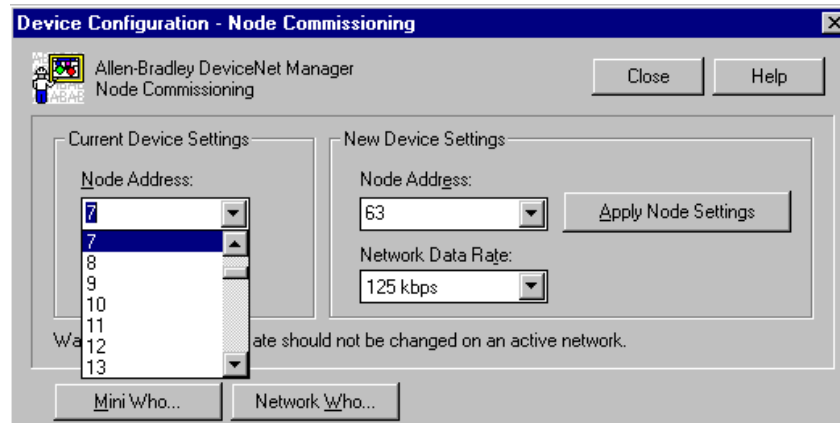 Device Configuration - Node Commissioning
Allen-Bradley DeviceNet Manager
Node Commissioning
Close
Help
Current Device Settings
Node Address:
7
7
8
9
10
11
12
13
New Device Settings
Node Address:
63
Apply Node Settings
Network Data Rate:
125 kbps
Wa ate should not be changed on an active network.
Mini Who...
Network Who...